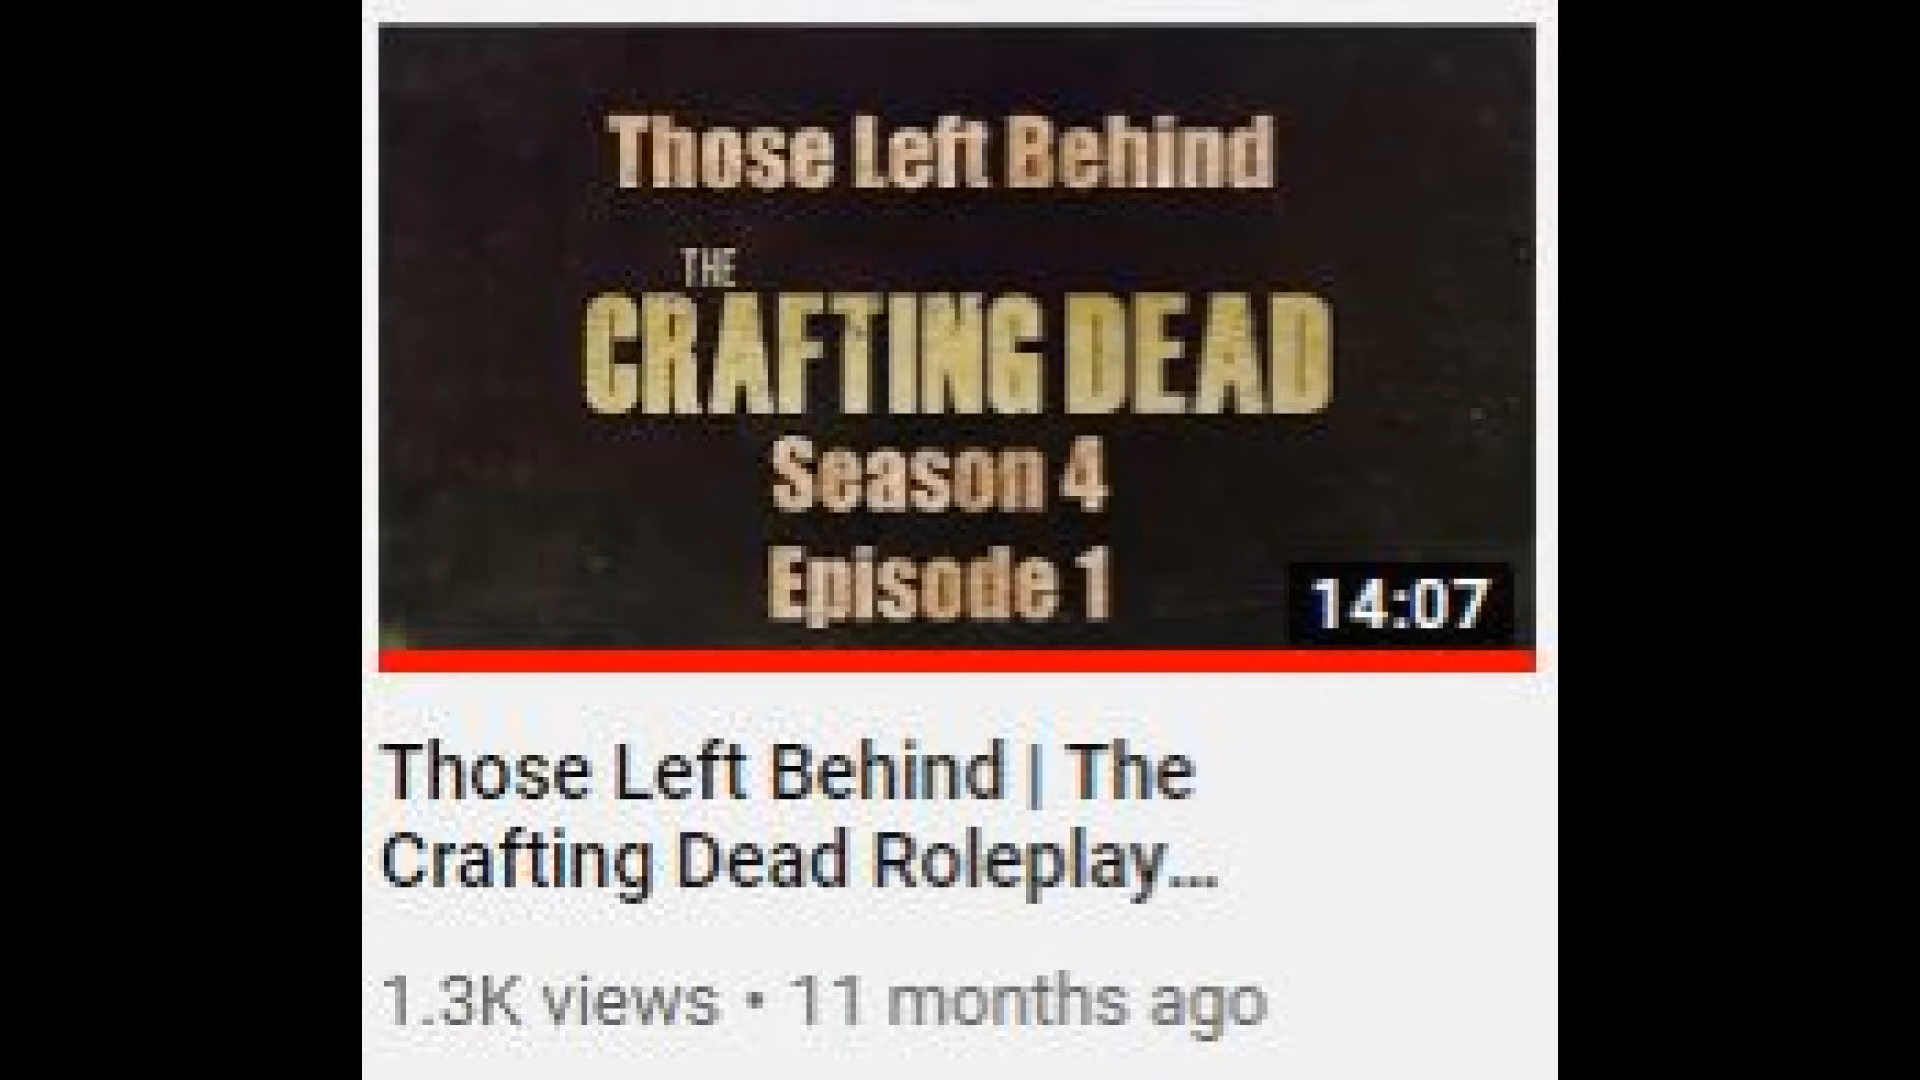 Those Left Behind
THE
CRAFTING DEAD
Season 4
Episode 1
14:07
Those Left Behind | The
Crafting Dead Roleplay...
1.3K views • 11 months ago